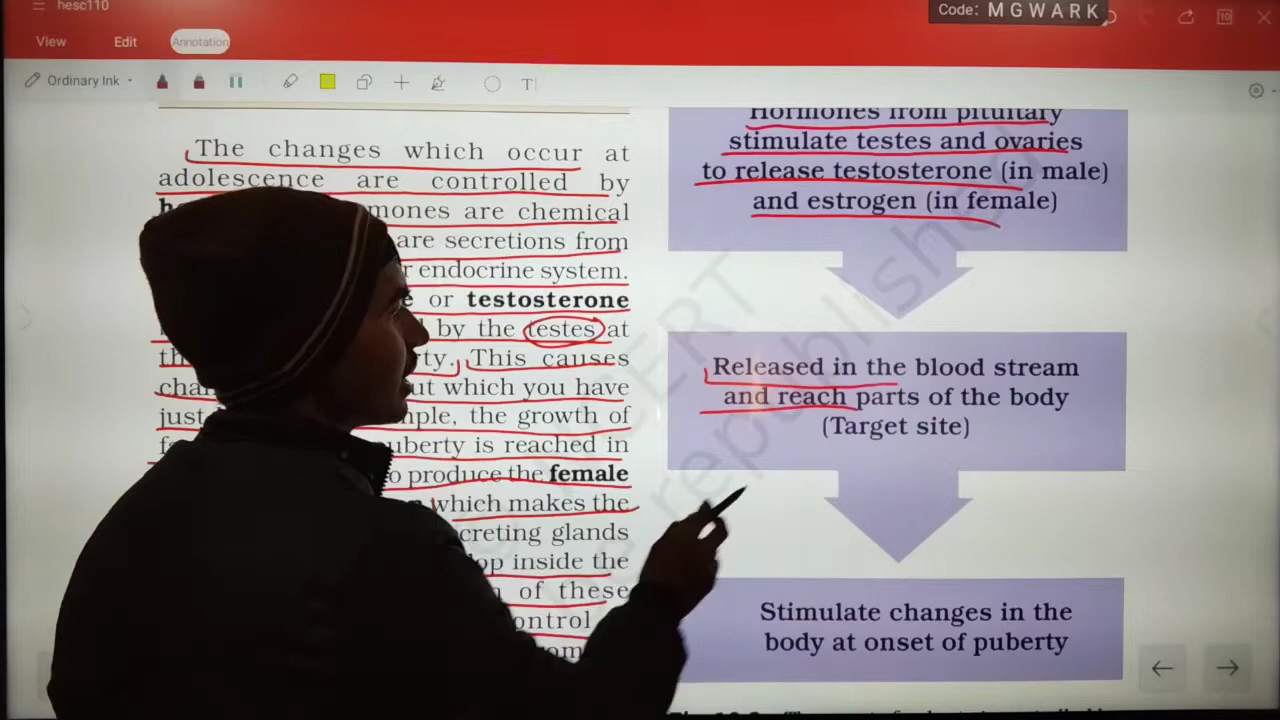 hesc110
Code: MGWARK
10
View Edit Annotation
Ordinary Ink
The changes which occur at
adolescence are controlled by
are chemical
are secretions from
endocrine system.
or testosterone
by the testes at
This causes
which you have
just the growth of
puberty is reached in
produce the female
which makes the
glands
inside the
of these
Hormones from pituitary
stimulate testes and ovaries
to release testosterone (in male)
and estrogen (in female)
Released in the blood stream
and reach parts of the body
(Target site)
Stimulate changes in the
body at onset of puberty
republished